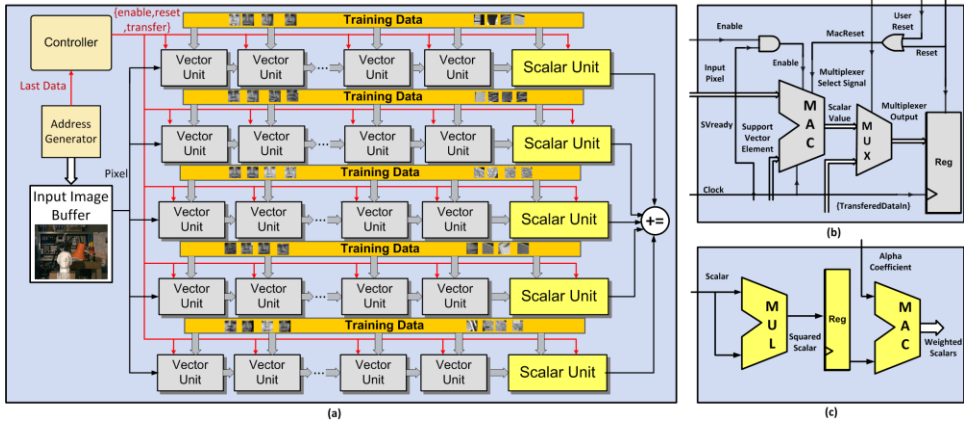 {enable,reset
,transfer}
Controller
Last Data
Address
Generator
Pixel
Input Image
Buffer
Training Data
Vector
Unit
Vector
Unit
...
Vector
Unit
Vector
Unit
Scalar Unit
Training Data
Vector
Unit
Vector
Unit
...
Vector
Unit
Vector
Unit
Scalar Unit
Training Data
Vector
Unit
Vector
Unit
...
Vector
Unit
Vector
Unit
Scalar Unit
Training Data
Vector
Unit
Vector
Unit
...
Vector
Unit
Vector
Unit
Scalar Unit
Training Data
Vector
Unit
Vector
Unit
...
Vector
Unit
Vector
Unit
Scalar Unit
+=
(a)
Enable
User
Reset
MacReset
Reset
Enable
Input
Pixel
Multiplexer
Select Signal
Scalar
Value
Multiplexer
Output
SVready
Support
Vector
Element
MAC
MUX
Reg
Clock
{TransferedDataIn}
(b)
Scalar
Alpha
Coefficient
MUL
Reg
MAC
Squared
Scalar
Weighted
Scalars
(c)